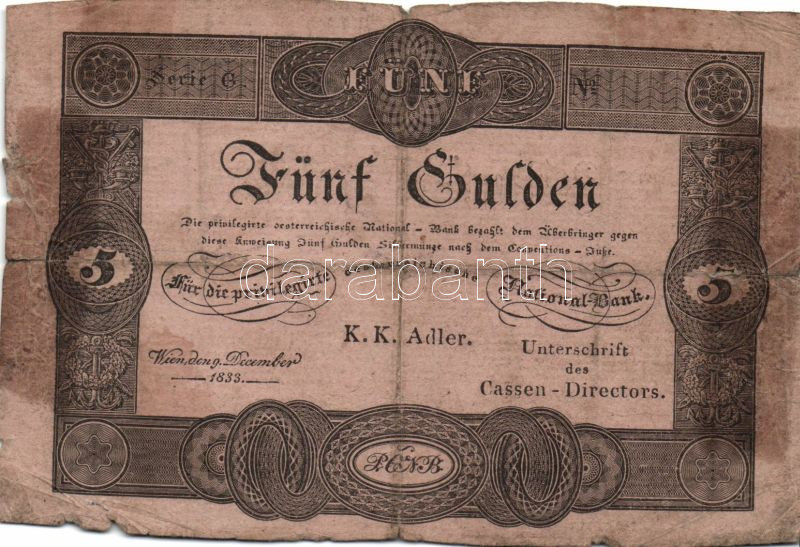 Serie G.
FÜNF
No.
Fünf Gulden
Die privilegirte oesterreichische National - Bank bezahlt dem Überbringer gegen
diese Anweisung Fünf Gulden Silbermünze nach dem Conventions - Fuße.
5
5
Für die privilegirte oesterreichische National-Bank.
darabanth
K. K. Adler.
Wien, den 9. December
1833.
Unterschrift
des
Cassen - Directors.
P.Ö.N.B.